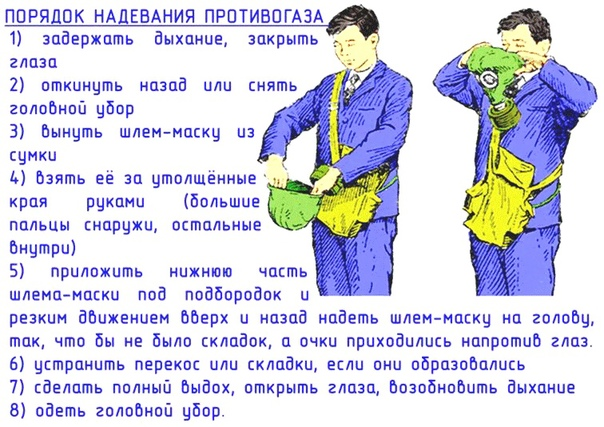 ПОРЯДОК НАДЕВАНИЯ ПРОТИВОГАЗА
1) задержать дыхание, закрыть
глаза
2) откинуть назад или снять
головной убор
3) вынуть шлем-маску из
сумки
4) взять её за утолщённые
края руками (большие
пальцы снаружи, остальные
внутри)
5) приложить нижнюю часть
шлема-маски под подбородок и
резким движением вверх и назад надеть шлем-маску на голову,
так, что бы не было складок, а очки приходились напротив глаз.
6) устранить перекос или складки, если они образовались
7) сделать полный выдох, открыть глаза, возобновить дыхание
8) одеть головной убор.